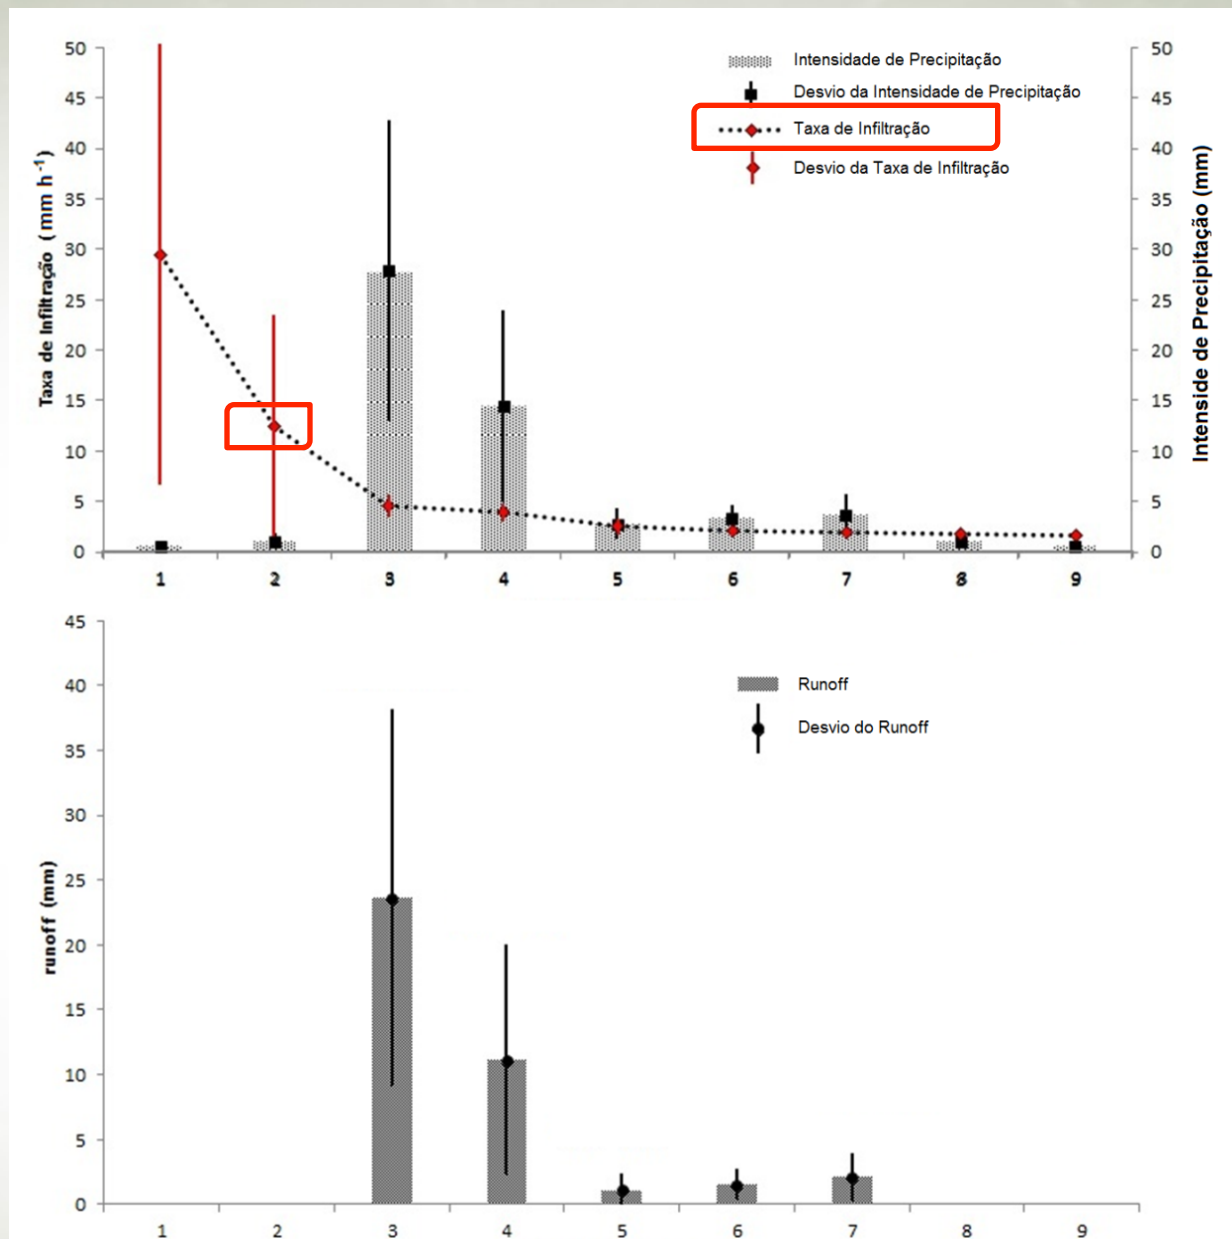 50
45
40
35
30
25
20
15
10
5
0
Taxa de Infiltração ( mm h⁻¹)
Intensidade de Precipitação
Desvio da Intensidade de Precipitação
Taxa de Infiltração
Desvio da Taxa de Infiltração
50
45
40
35
30
25
20
15
10
5
0
Intenside de Precipitação (mm)
1 2 3 4 5 6 7 8 9
45
40
35
30
25
20
15
10
5
0
runoff (mm)
Runoff
Desvio do Runoff
1 2 3 4 5 6 7 8 9